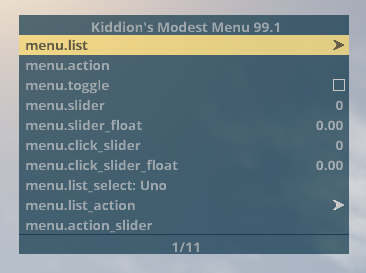 Kiddion's Modest Menu 99.1
menu.list
menu.action
menu.toggle
menu.slider 0
menu.slider_float 0.00
menu.click_slider 0
menu.click_slider_float 0.00
menu.list_select: Uno
menu.list_action
menu.action_slider
1/11